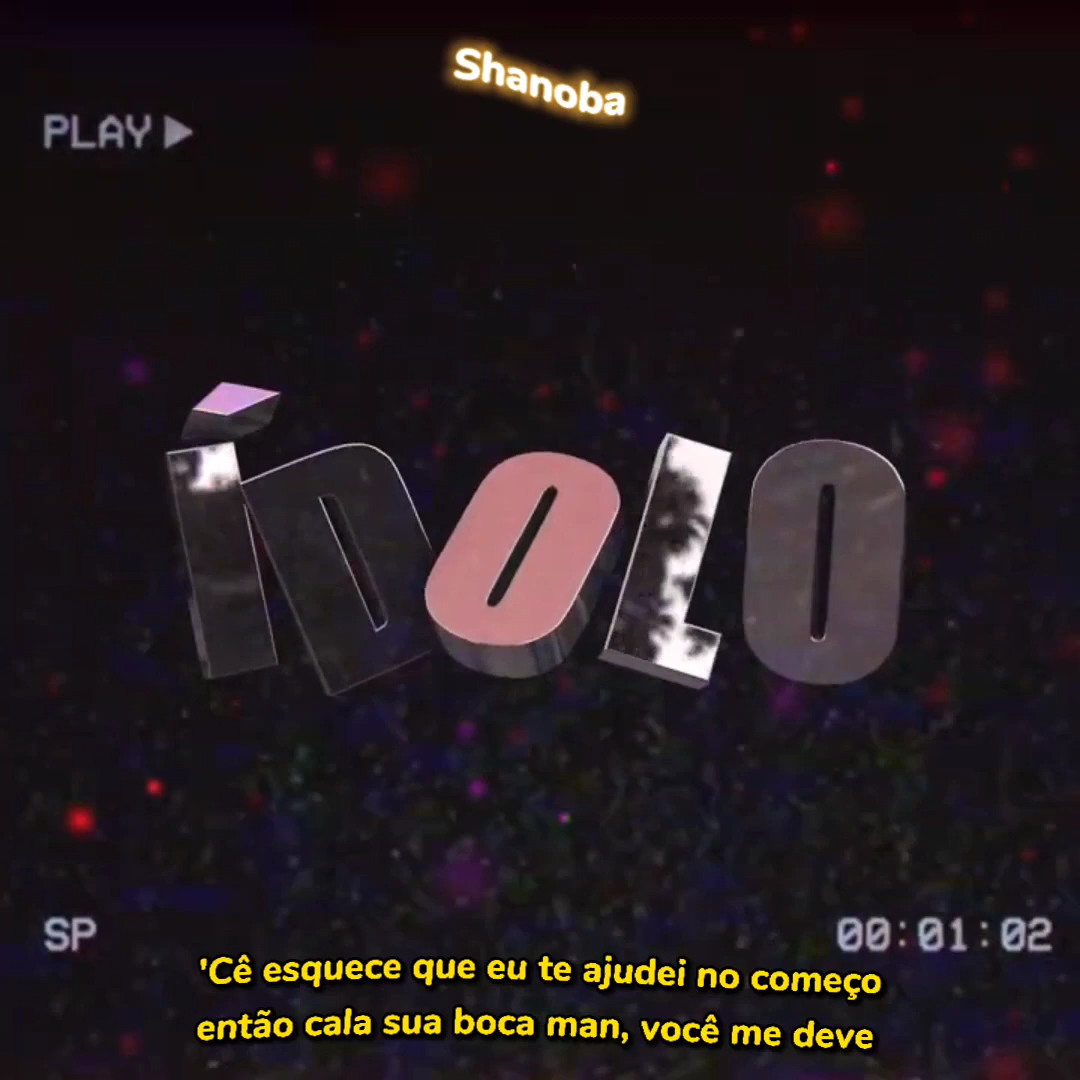 Shanoba
PLAY
ÍDOLO
SP
00:01:02
'Cê esquece que eu te ajudei no começo
então cala sua boca man, você me deve